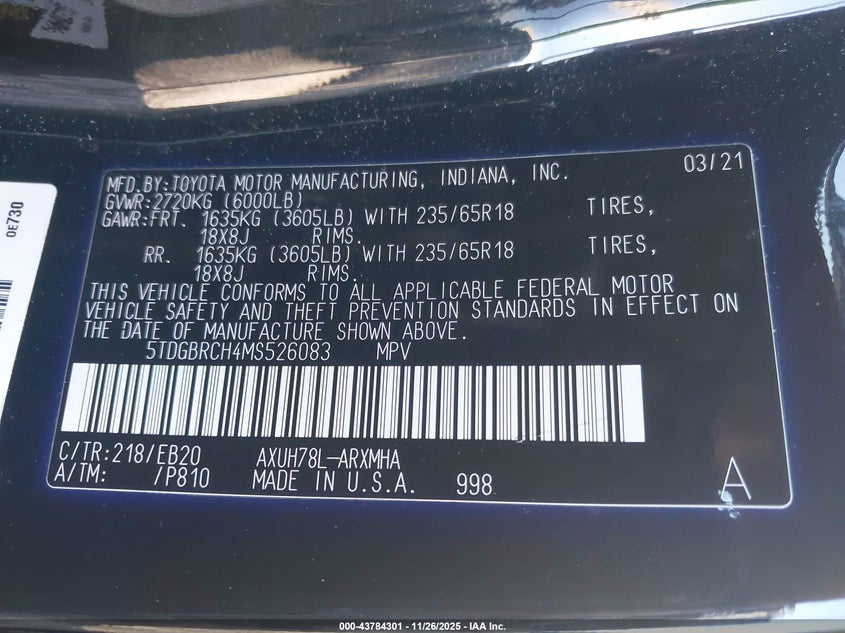 MFD.BY:TOYOTA MOTOR MANUFACTURING, INDIANA, INC. 03/21
GVWR:2720KG (6000LB)
GAWR:FRT. 1635KG (3605LB) WITH 235/65R18 TIRES,
18X8J RIMS.
RR. 1635KG (3605LB) WITH 235/65R18 TIRES,
18X8J RIMS.
THIS VEHICLE CONFORMS TO ALL APPLICABLE FEDERAL MOTOR
VEHICLE SAFETY AND THEFT PREVENTION STANDARDS IN EFFECT ON
THE DATE OF MANUFACTURE SHOWN ABOVE.
5TDGBRCH4MS526083 MPV
C/TR:218/EB20 AXUH78L-ARXMHA
A/TM: /P810 MADE IN U.S.A. 998 A
0E730
000-43784301 - 11/26/2025 - IAA Inc.